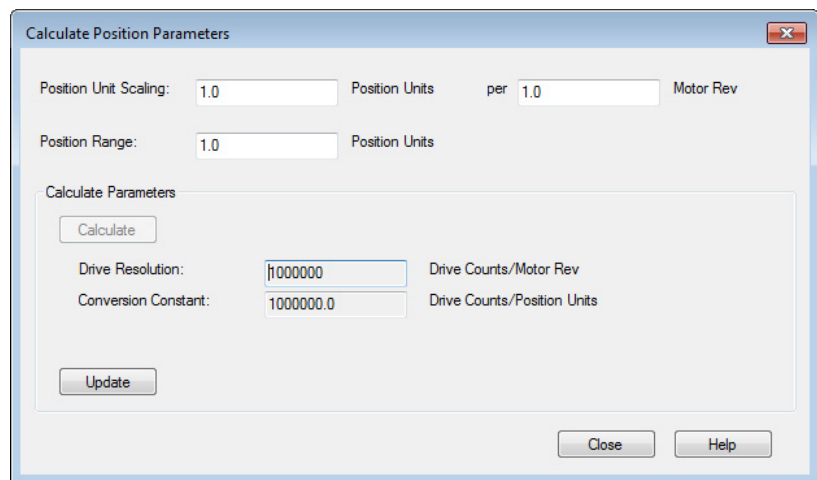 Calculate Position Parameters
Position Unit Scaling: 1.0 Position Units per 1.0 Motor Rev
Position Range: 1.0 Position Units
Calculate Parameters
Calculate
Drive Resolution: 1000000 Drive Counts/Motor Rev
Conversion Constant: 1000000.0 Drive Counts/Position Units
Update
Close Help